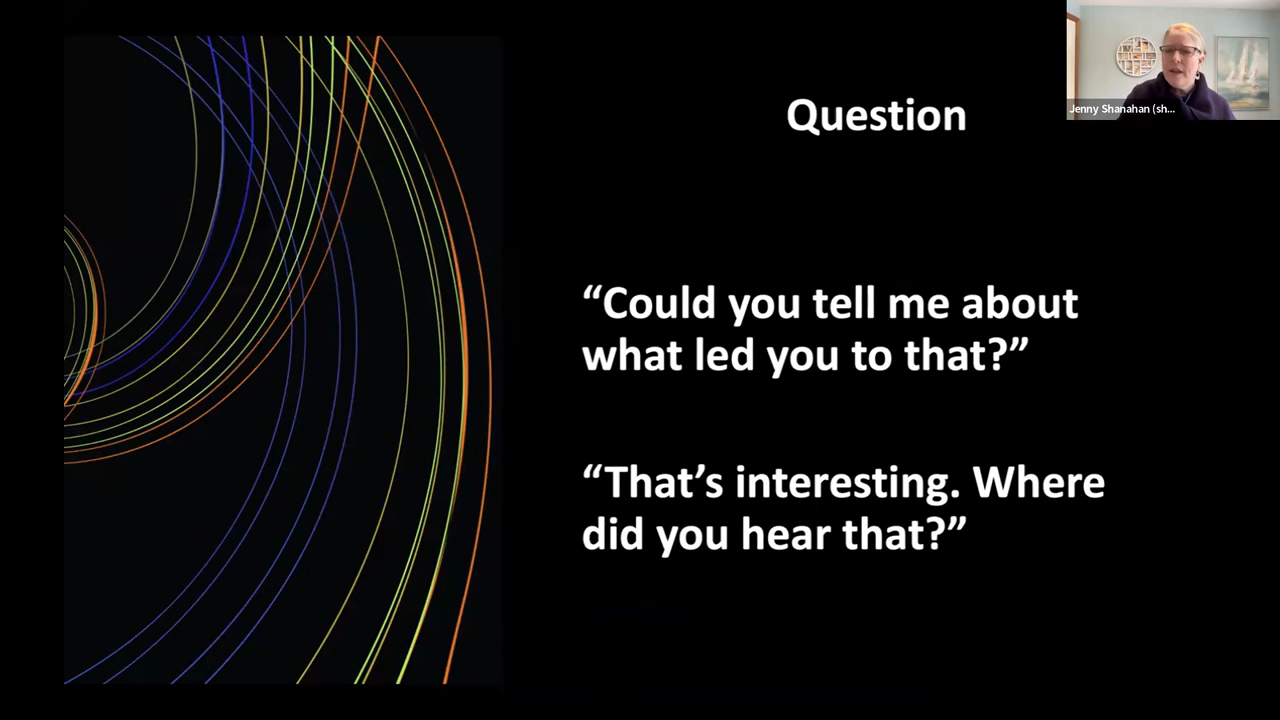 Question
“Could you tell me about
what led you to that?”
“That’s interesting. Where
did you hear that?”
Jenny Shanahan (sh...